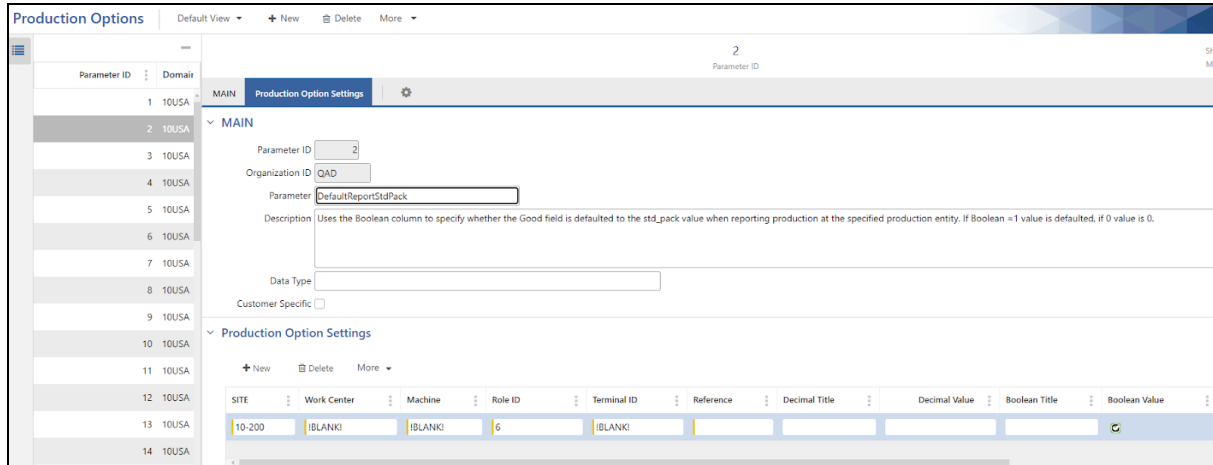 Production Options Default View + New Delete More
2
Parameter ID
Parameter ID Domain
MAIN Production Option Settings
1 10USA
2 10USA
3 10USA
4 10USA
5 10USA
6 10USA
7 10USA
8 10USA
9 10USA
10 10USA
11 10USA
12 10USA
13 10USA
14 10USA
MAIN
Parameter ID 2
Organization ID QAD
Parameter DefaultReportStdPack
Description Uses the Boolean column to specify whether the Good field is defaulted to the std_pack value when reporting production at the specified production entity. If Boolean =1 value is defaulted, if 0 value is 0.
Data Type
Customer Specific
Production Option Settings
+ New Delete More
SITE Work Center Machine Role ID Terminal ID Reference Decimal Title Decimal Value Boolean Title Boolean Value
10-200 !BLANK! !BLANK! 6 !BLANK!